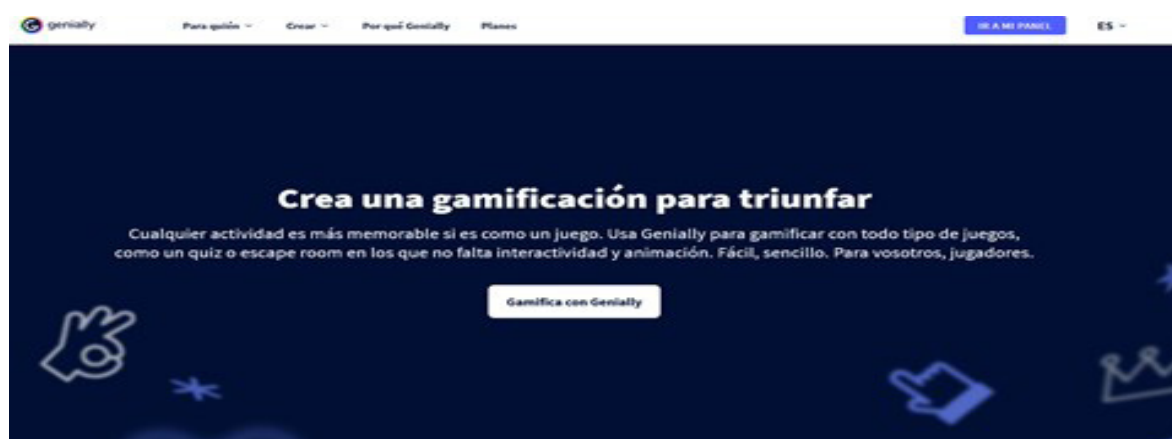 genially
Para quién
Crear
Por qué Genially
Planes
IR A MI PANEL
ES
Crea una gamificación para triunfar
Cualquier actividad es más memorable si es como un juego. Usa Genially para gamificar con todo tipo de juegos,
como un quiz o escape room en los que no falta interactividad y animación. Fácil, sencillo. Para vosotros, jugadores.
Gamifica con Genially